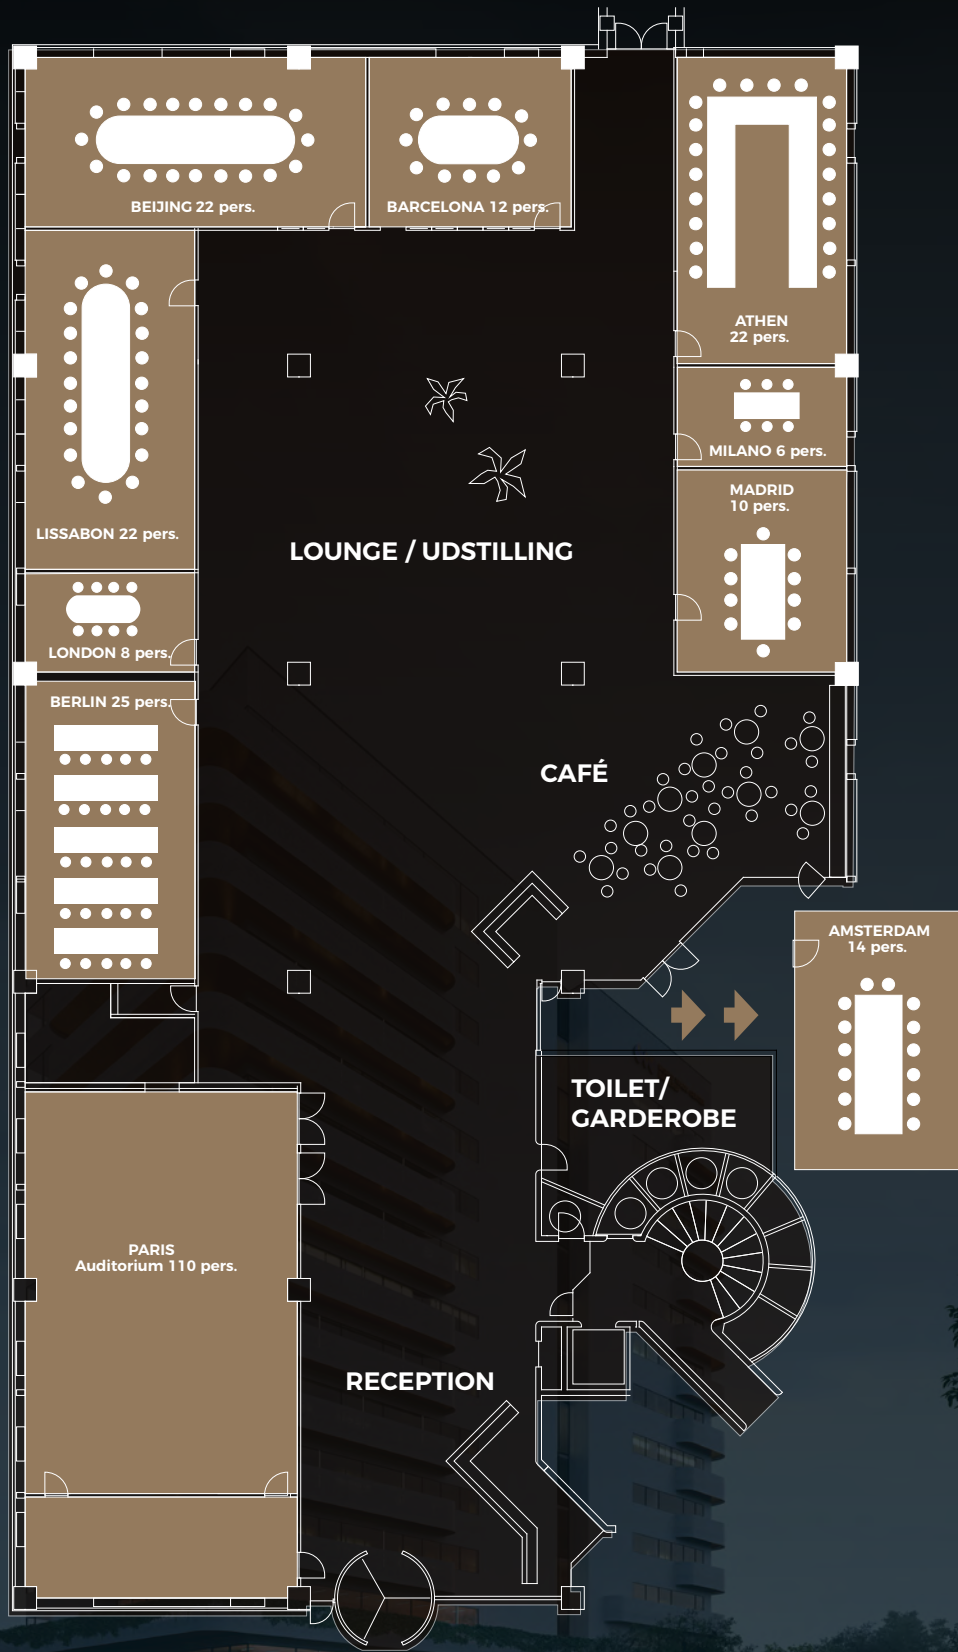 BEIJING 22 pers.
BARCELONA 12 pers.
ATHEN
22 pers.
MILANO 6 pers.
MADRID
10 pers.
LISSABON 22 pers.
LOUNGE / UDSTILLING
LONDON 8 pers.
BERLIN 25 pers.
CAFÉ
AMSTERDAM
14 pers.
TOILET/
GARDEROBE
PARIS
Auditorium 110 pers.
RECEPTION